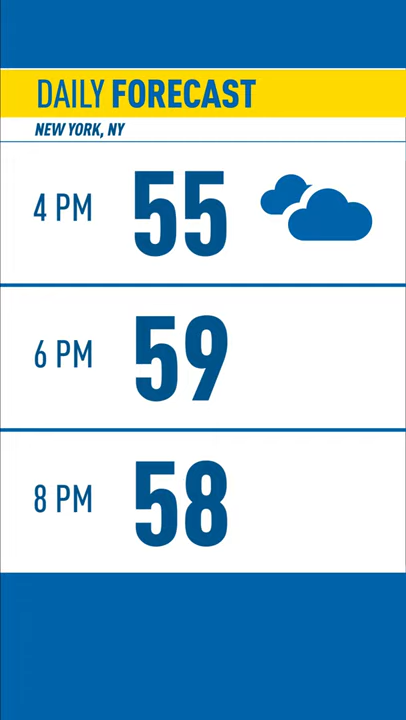 DAILY FORECAST
NEW YORK, NY
4 PM 55
6 PM 59
8 PM 58